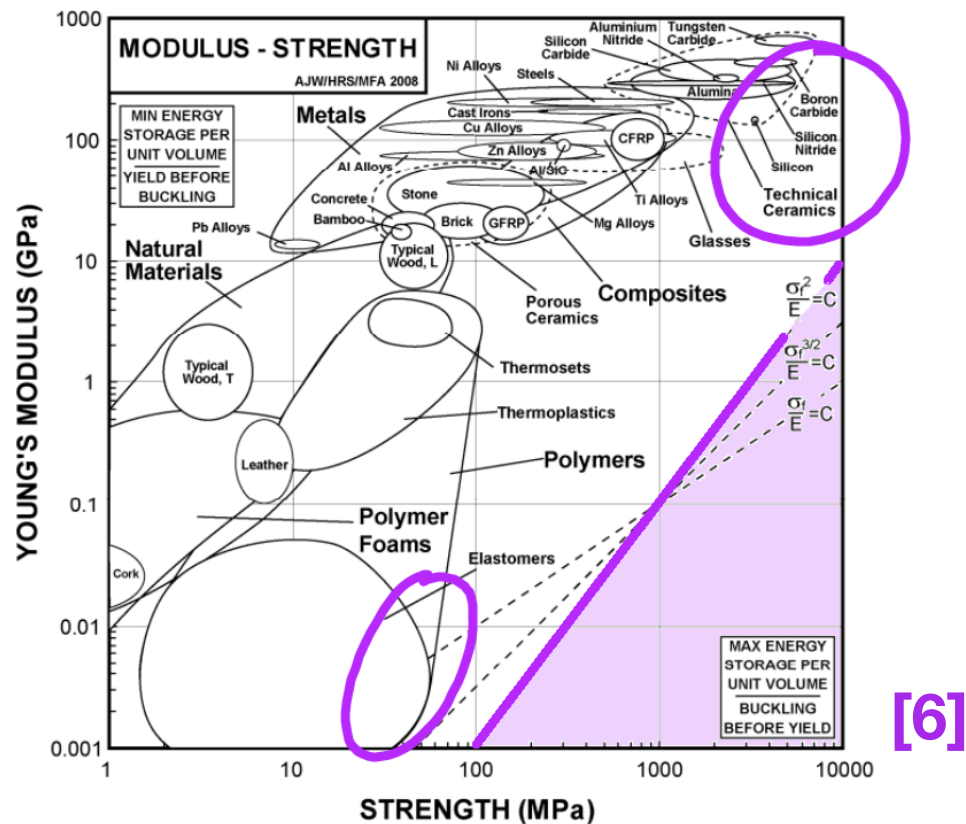 1000
MODULUS - STRENGTH
AJW/HRS/MFA 2008
MIN ENERGY
STORAGE PER
UNIT VOLUME
YIELD BEFORE
BUCKLING
Metals
Ni Alloys
Steels
Silicon
Carbide
Aluminium
Nitride
Tungsten
Carbide
Alumina
Boron
Carbide
Silicon
Nitride
Silicon
Technical
Ceramics
Cast Irons
Cu Alloys
CFRP
100
Zn Alloys
Al Alloys
Al/SiC
Ti Alloys
Glasses
Stone
Concrete
Bamboo
Brick
GFRP
Mg Alloys
Pb Alloys
Natural
Materials
Typical
Wood, L
10
Porous
Ceramics
Composites
σf²/E=C
σf3/2/E=C
σf/E=C
Thermosets
Typical
Wood, T
1
Thermoplastics
Leather
Polymers
0.1
Polymer
Foams
Elastomers
Cork
0.01
MAX ENERGY
STORAGE PER
UNIT VOLUME
BUCKLING
BEFORE YIELD
[6]
0.001
YOUNG'S MODULUS (GPa)
1 10 100 1000 10000
STRENGTH (MPa)